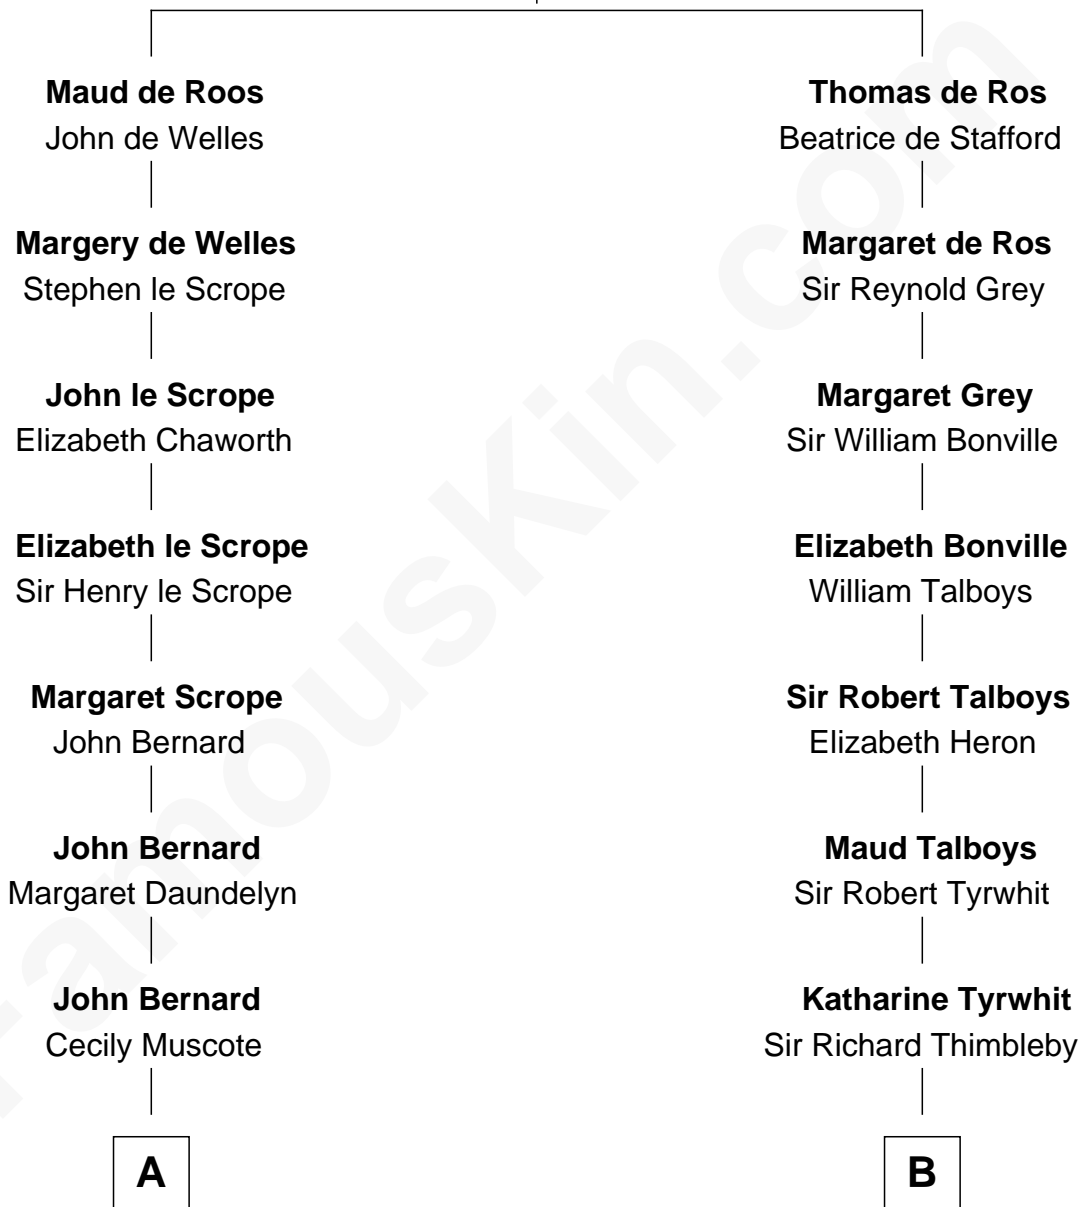 Maud de Roos
John de Welles
Margery de Welles
Stephen le Scrope
John le Scrope
Elizabeth Chaworth
Elizabeth le Scrope
Sir Henry le Scrope
Margaret Scrope
John Bernard
John Bernard
Margaret Daundelyn
John Bernard
Cecily Muscote
A
Thomas de Ros
Beatrice de Stafford
Margaret de Ros
Sir Reynold Grey
Margaret Grey
Sir William Bonville
Elizabeth Bonville
William Talboys
Sir Robert Talboys
Elizabeth Heron
Maud Talboys
Sir Robert Tyrwhit
Katharine Tyrwhit
Sir Richard Thimbleby
B
FamousKin.com